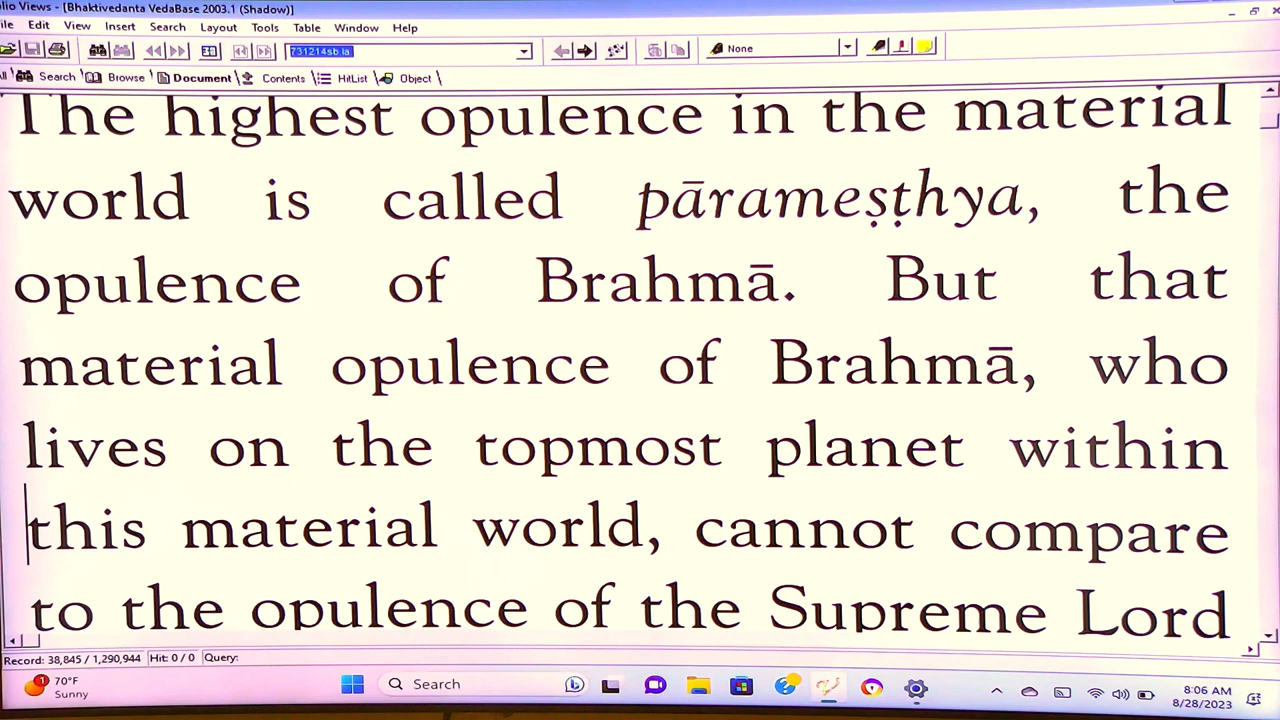 lio Views - [Bhaktivedanta VedaBase 2003.1 (Shadow)]
ile Edit View Insert Search Layout Tools Table Window Help
731214sb la
None
ll Search Browse Document Contents HitList Object
The highest opulence in the material
world is called pārameṣṭhya, the
opulence of Brahmā. But that
material opulence of Brahmā, who
lives on the topmost planet within
this material world, cannot compare
to the opulence of the Supreme Lord
Record: 38,845 / 1,290,944 Hit: 0 / 0 Query:
1 70°F
Sunny
Search
8:06 AM
8/28/2023